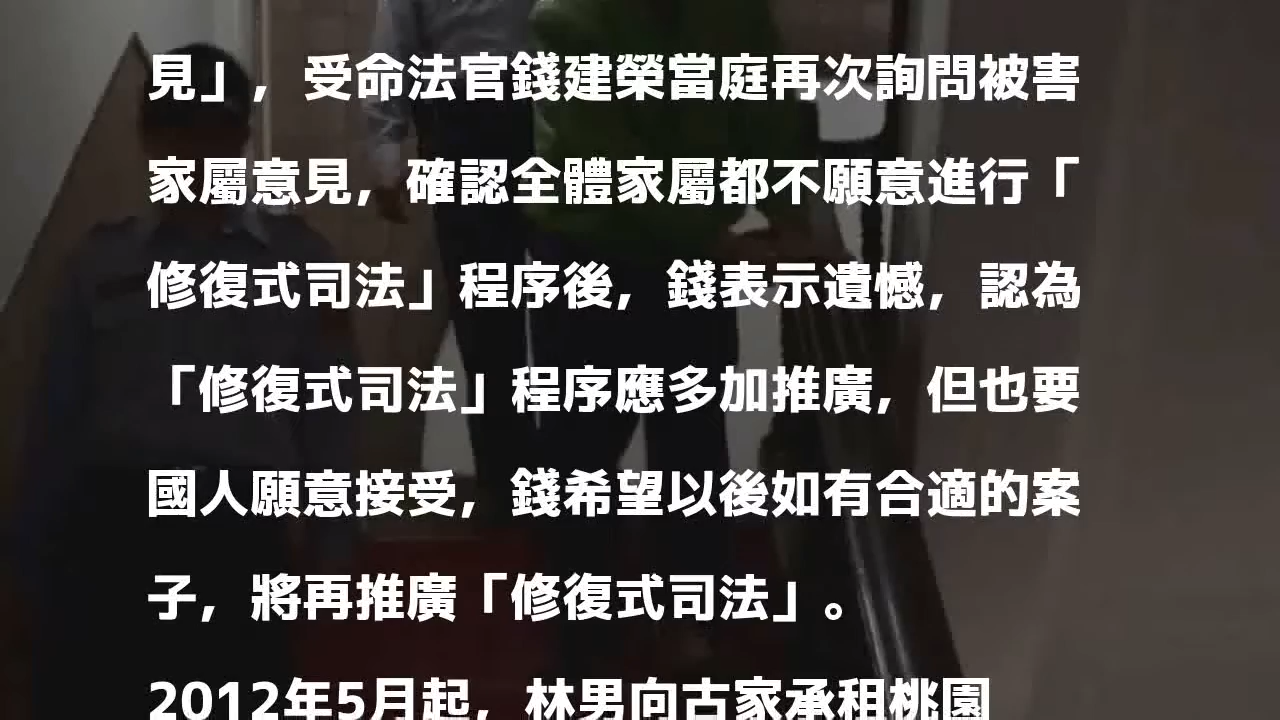 見」，受命法官錢建榮當庭再次詢問被害
家屬意見，確認全體家屬都不願意進行「
修復式司法」程序後，錢表示遺憾，認為
「修復式司法」程序應多加推廣，但也要
國人願意接受，錢希望以後如有合適的案
子，將再推廣「修復式司法」。
2012年5月起，林男向古家承租桃園